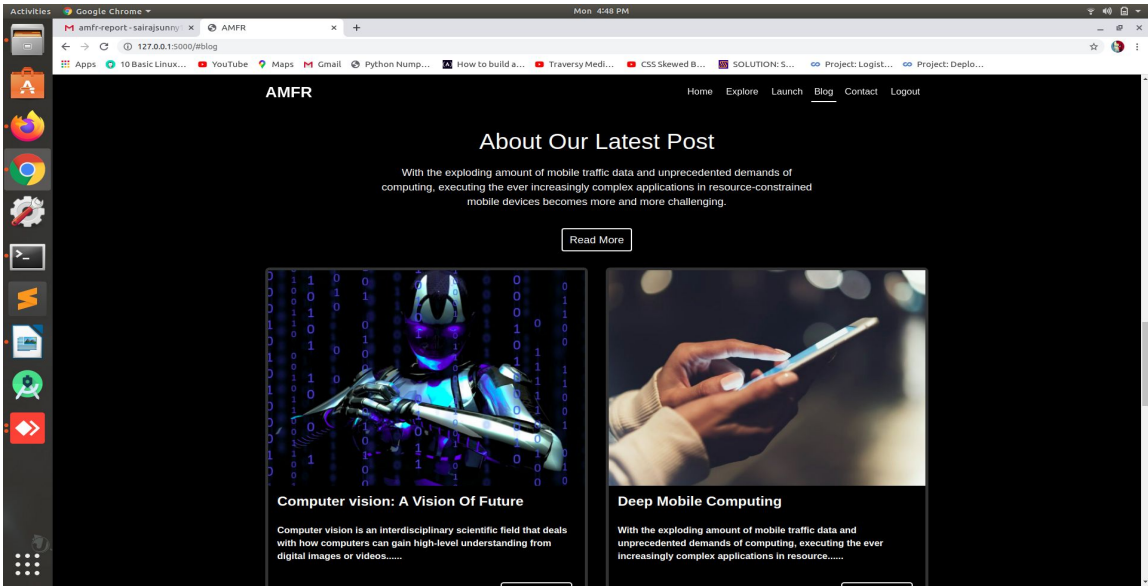 Activities Google Chrome Mon 4:48 PM
amfr-report - sairajsunny AMFR
127.0.0.1:5000/#blog
Apps 10 Basic Linux... YouTube Maps Gmail Python Nump... How to build a... Traversy Medi... CSS Skewed B... SOLUTION: S... Project: Logist... Project: Deplo...
AMFR Home Explore Launch Blog Contact Logout
About Our Latest Post
With the exploding amount of mobile traffic data and unprecedented demands of
computing, executing the ever increasingly complex applications in resource-constrained
mobile devices becomes more and more challenging.
Read More
Computer vision: A Vision Of Future
Computer vision is an interdisciplinary scientific field that deals
with how computers can gain high-level understanding from
digital images or videos......
Deep Mobile Computing
With the exploding amount of mobile traffic data and
unprecedented demands of computing, executing the ever
increasingly complex applications in resource......